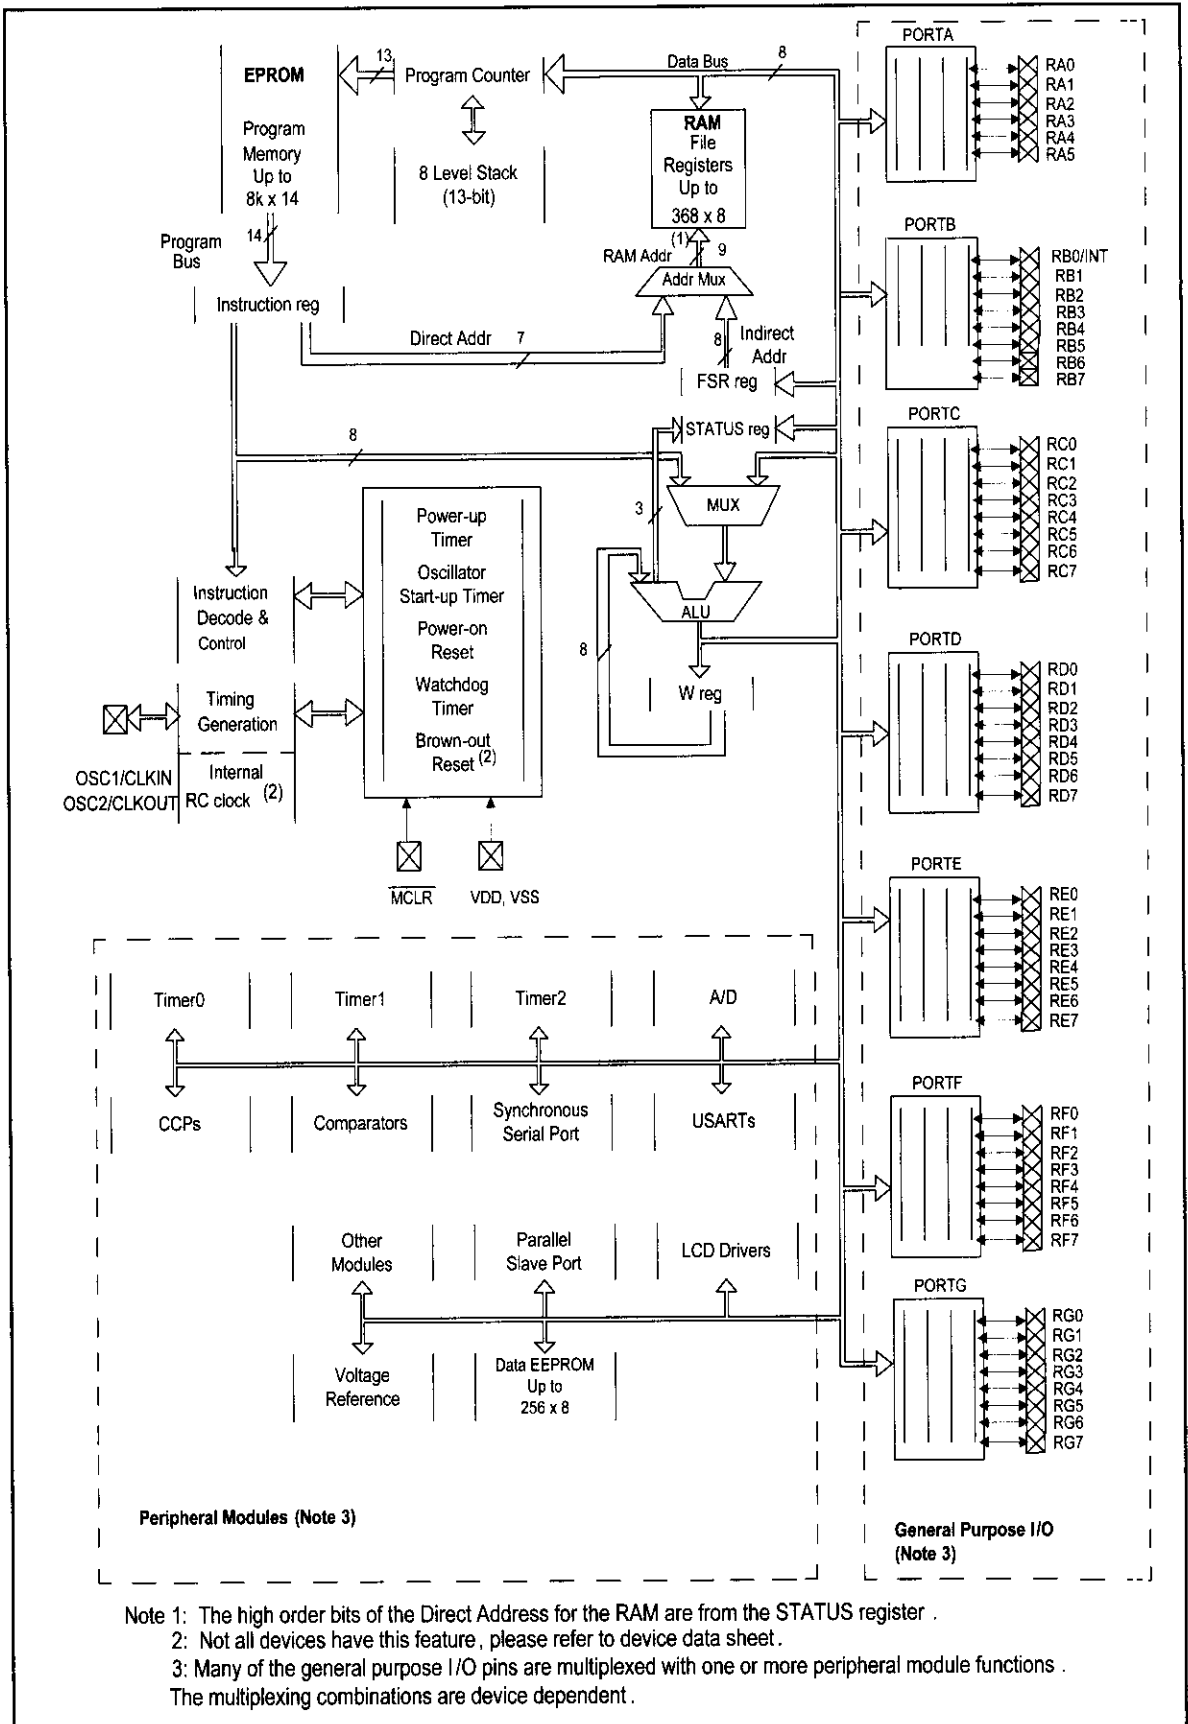 EPROM
Program
Memory
Up to
8k x 14
13
Program Counter
8 Level Stack
(13-bit)
Data Bus
8
RAM
File
Registers
Up to
368 x 8
(1)
RAM Addr
9
Addr Mux
Program
Bus
14
Instruction reg
Direct Addr
7
8
Indirect
Addr
FSR reg
STATUS reg
8
3
MUX
ALU
8
W reg
Power-up
Timer
Oscillator
Start-up Timer
Power-on
Reset
Watchdog
Timer
Brown-out
Reset (2)
Instruction
Decode &
Control
Timing
Generation
Internal
RC clock (2)
OSC1/CLKIN
OSC2/CLKOUT
MCLR
VDD, VSS
PORTA
RA0
RA1
RA2
RA3
RA4
RA5
PORTB
RB0/INT
RB1
RB2
RB3
RB4
RB5
RB6
RB7
PORTC
RC0
RC1
RC2
RC3
RC4
RC5
RC6
RC7
PORTD
RD0
RD1
RD2
RD3
RD4
RD5
RD6
RD7
PORTE
RE0
RE1
RE2
RE3
RE4
RE5
RE6
RE7
PORTF
RF0
RF1
RF2
RF3
RF4
RF5
RF6
RF7
PORTG
RG0
RG1
RG2
RG3
RG4
RG5
RG6
RG7
General Purpose I/O
(Note 3)
Timer0
Timer1
Timer2
A/D
CCPs
Comparators
Synchronous
Serial Port
USARTs
Other
Modules
Parallel
Slave Port
LCD Drivers
Voltage
Reference
Data EEPROM
Up to
256 x 8
Peripheral Modules (Note 3)
Note 1: The high order bits of the Direct Address for the RAM are from the STATUS register .
2: Not all devices have this feature, please refer to device data sheet.
3: Many of the general purpose I/O pins are multiplexed with one or more peripheral module functions .
The multiplexing combinations are device dependent.